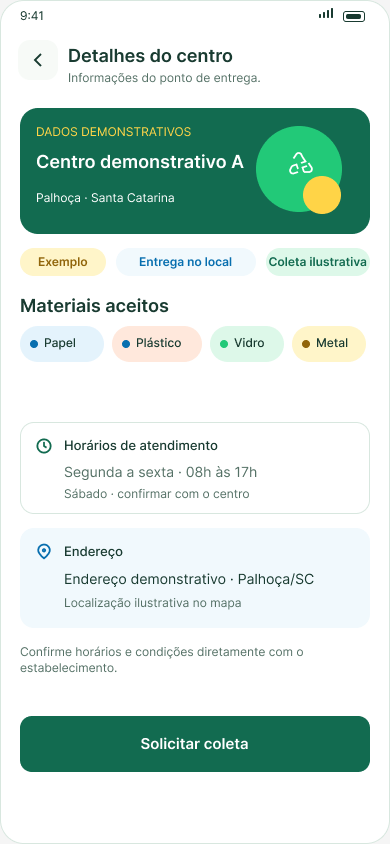 9:41
Detalhes do centro
Informações do ponto de entrega.
DADOS DEMONSTRATIVOS
Centro demonstrativo A
Palhoça · Santa Catarina
Exemplo
Entrega no local
Coleta ilustrativa
Materiais aceitos
Papel
Plástico
Vidro
Metal
Horários de atendimento
Segunda a sexta · 08h às 17h
Sábado · confirmar com o centro
Endereço
Endereço demonstrativo · Palhoça/SC
Localização ilustrativa no mapa
Confirme horários e condições diretamente com o
estabelecimento.
Solicitar coleta